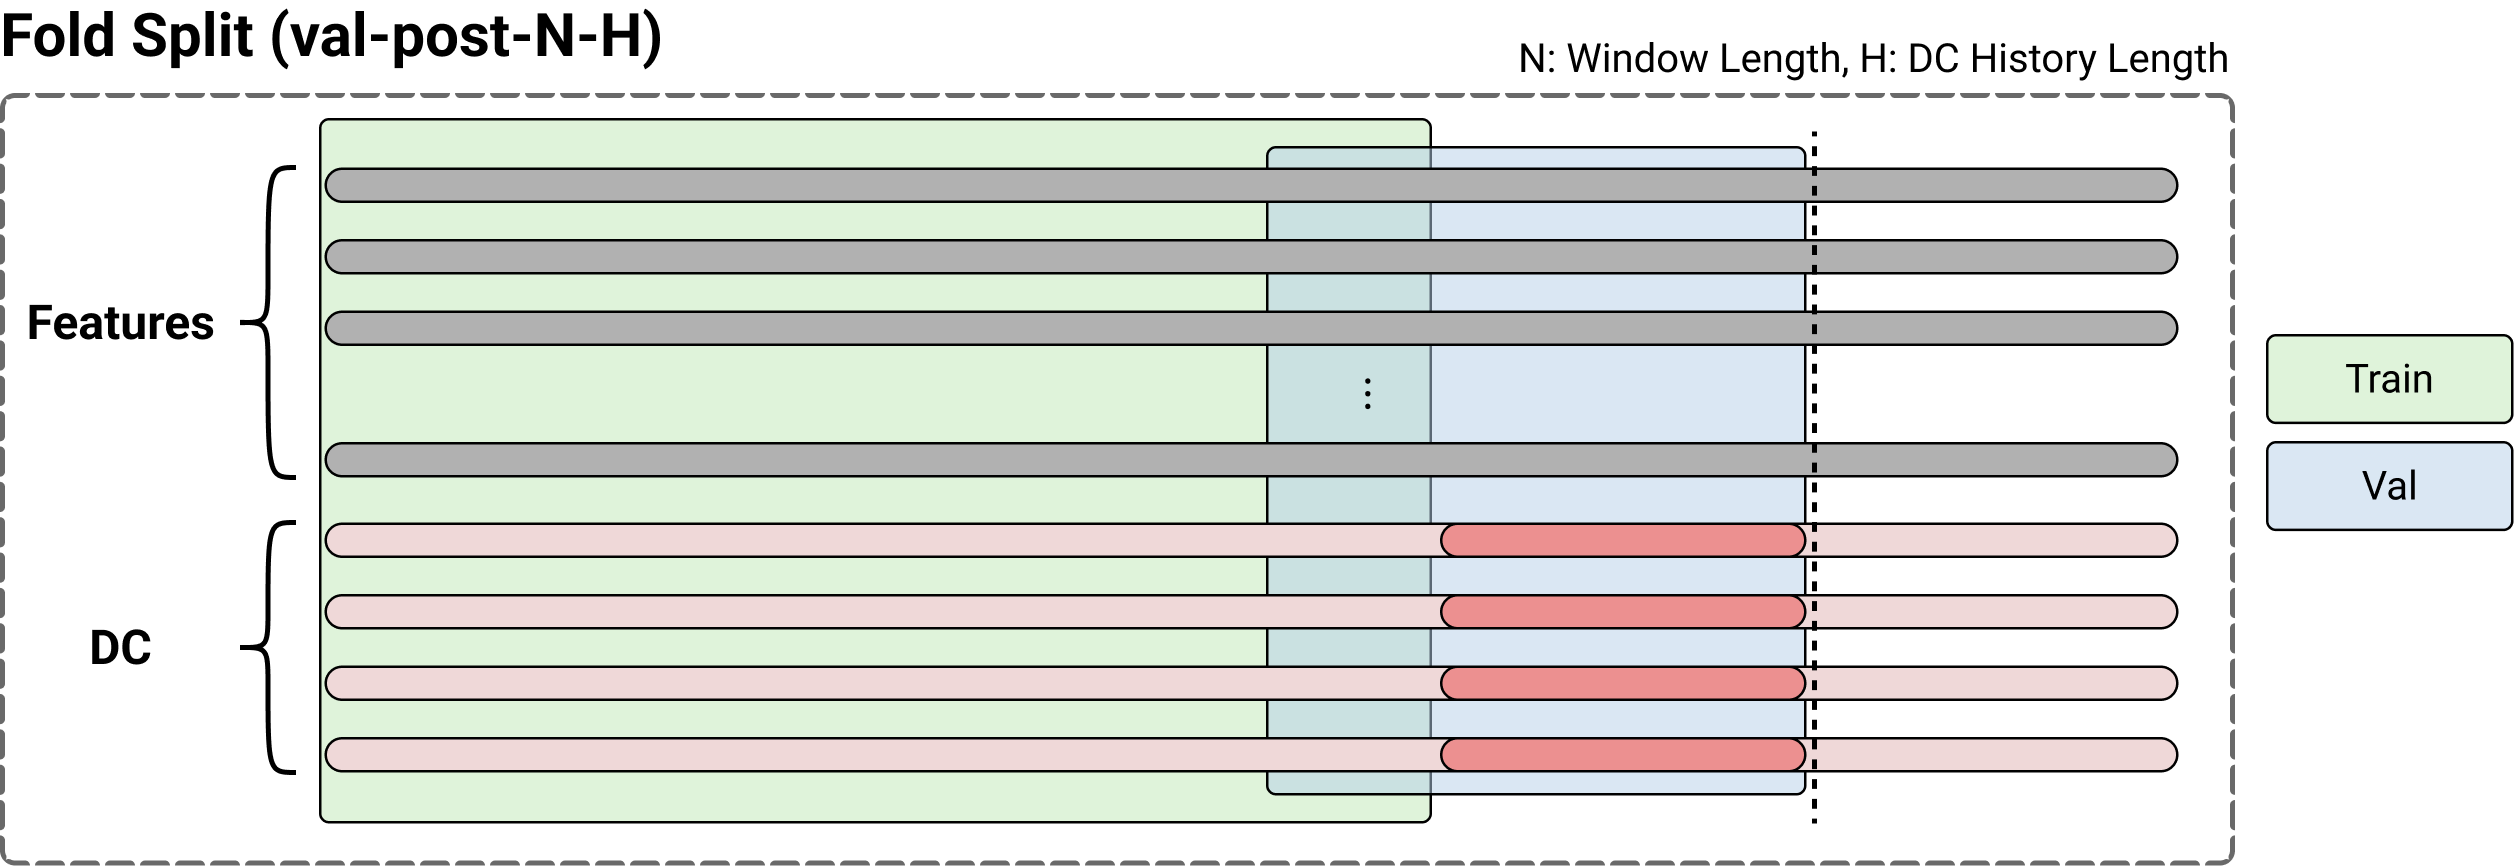 Fold Split (val-post-N-H)
N: Window Length, H: DC History Length
Features
⋮
Train
Val
DC